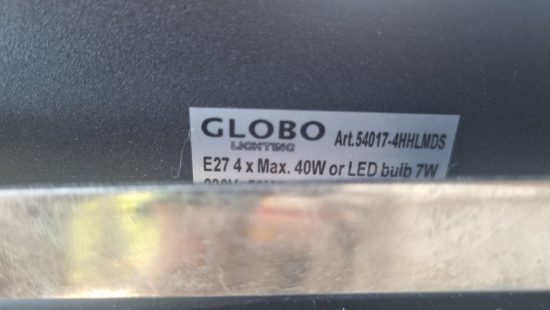 GLOBO
LIGHTING
Art.54017-4HHLMDS
E27 4 x Max. 40W or LED bulb 7W